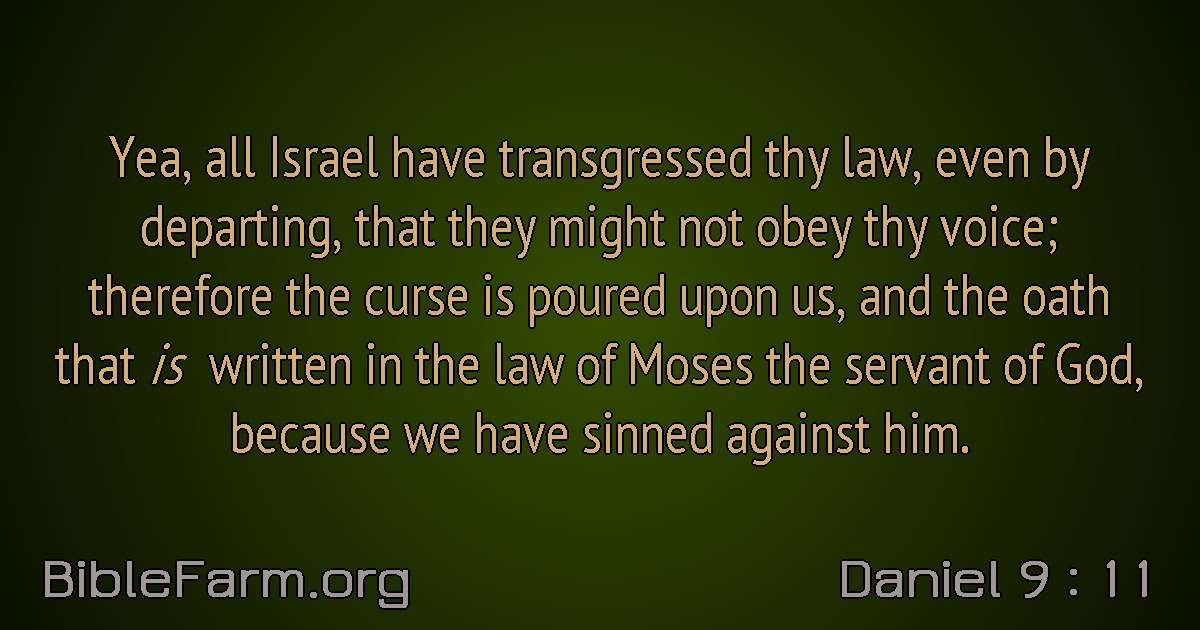 Yea, all Israel have transgressed thy law, even by
departing, that they might not obey thy voice;
therefore the curse is poured upon us, and the oath
that is written in the law of Moses the servant of God,
because we have sinned against him.
BibleFarm.org
Daniel 9 : 11